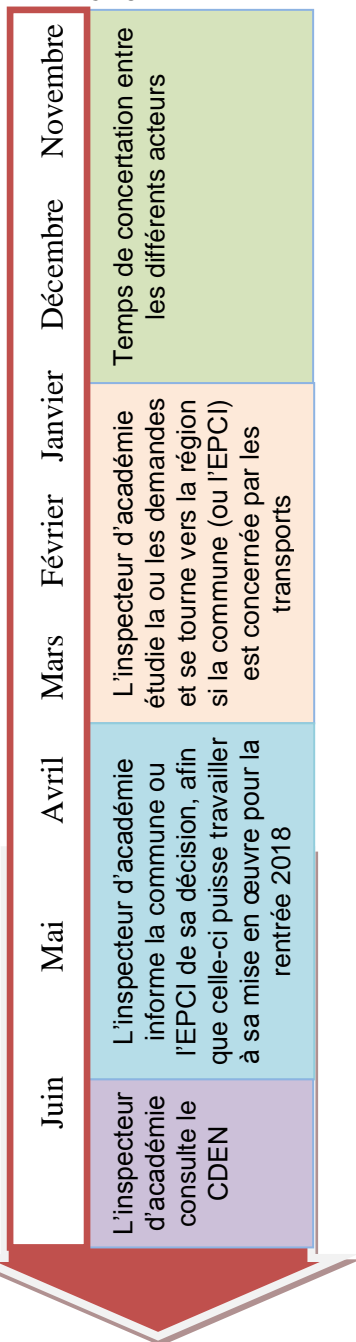 Juin Mai Avril Mars Février Janvier Décembre Novembre
L'inspecteur
d'académie
consulte le
CDEN
L'inspecteur d'académie
informe la commune ou
l'EPCI de sa décision, afin
que celle-ci puisse travailler
à sa mise en œuvre pour la
rentrée 2018
L'inspecteur d'académie
étudie la ou les demandes
et se tourne vers la région
si la commune (ou l'EPCI)
est concernée par les
transports
Temps de concertation entre
les différents acteurs